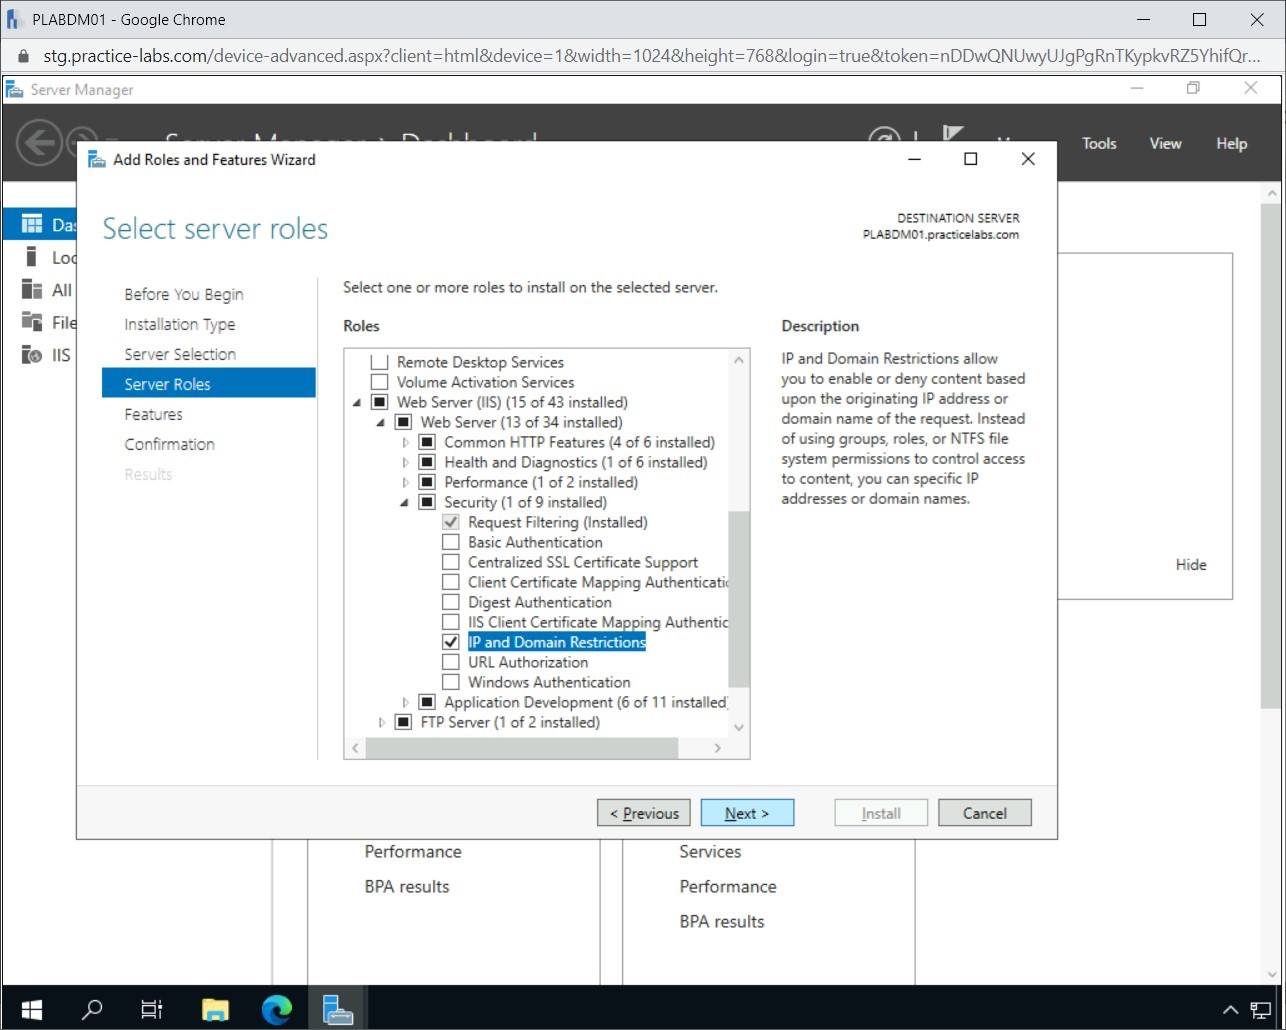 PLABDM01 - Google Chrome
stg.practice-labs.com/device-advanced.aspx?client=html&device=1&width=1024&height=768&login=true&token=nDDwQNUwyUJgPgRnTKypkvRZ5YhifQr...
Server Manager
Server Manager › Dashboard
Tools View Help
Add Roles and Features Wizard
Select server roles
DESTINATION SERVER
PLABDM01.practicelabs.com
Das
Loc
All
File
IIS
Before You Begin
Installation Type
Server Selection
Server Roles
Features
Confirmation
Results
Select one or more roles to install on the selected server.
Roles
Remote Desktop Services
Volume Activation Services
Web Server (IIS) (15 of 43 installed)
Web Server (13 of 34 installed)
Common HTTP Features (4 of 6 installed)
Health and Diagnostics (1 of 6 installed)
Performance (1 of 2 installed)
Security (1 of 9 installed)
Request Filtering (Installed)
Basic Authentication
Centralized SSL Certificate Support
Client Certificate Mapping Authenticatio
Digest Authentication
IIS Client Certificate Mapping Authentic
IP and Domain Restrictions
URL Authorization
Windows Authentication
Application Development (6 of 11 installed)
FTP Server (1 of 2 installed)
Description
IP and Domain Restrictions allow
you to enable or deny content based
upon the originating IP address or
domain name of the request. Instead
of using groups, roles, or NTFS file
system permissions to control access
to content, you can specific IP
addresses or domain names.
Hide
< Previous
Next >
Install
Cancel
Performance
BPA results
Services
Performance
BPA results